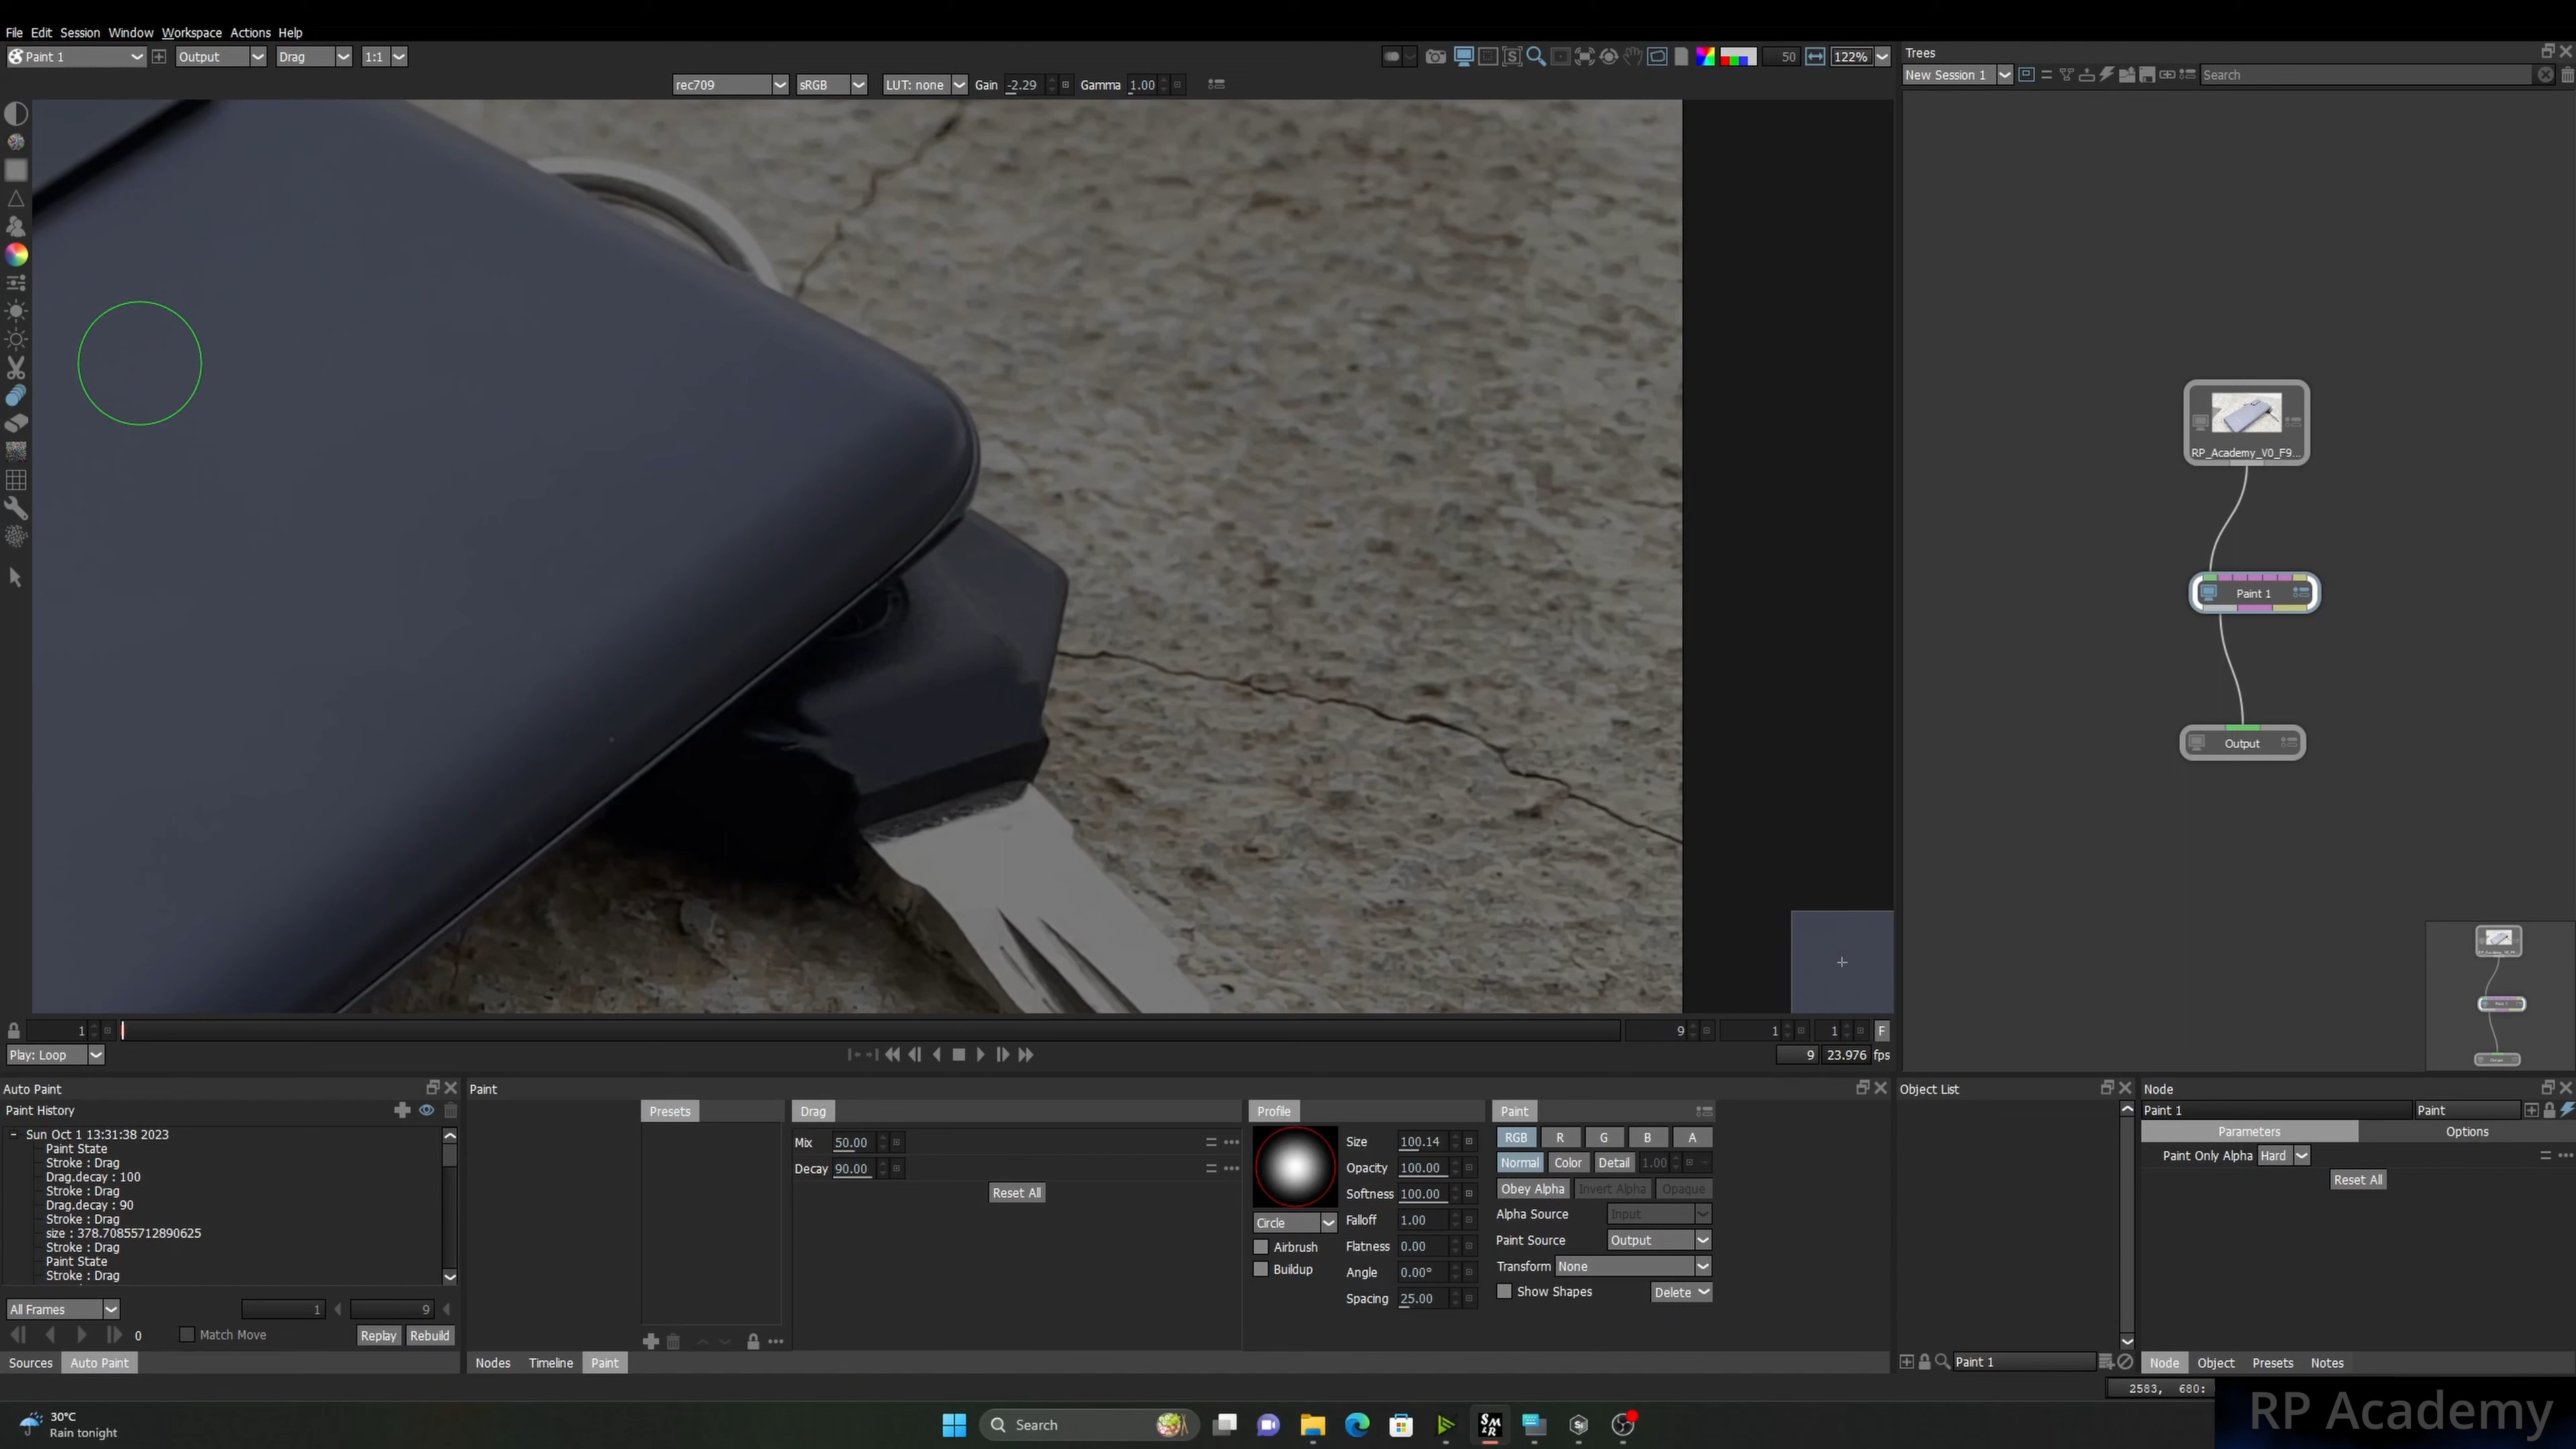 File Edit Session Window Workspace Actions Help
Paint 1 Output Drag 1:1 50 122%
rec709 sRGB LUT: none Gain -2.29 Gamma 1.00
Trees
New Session 1 Search
RP_Academy_V0_F9...
Paint 1
Output
1 9 1 1 F
Play: Loop 9 23.976 fps
Auto Paint
Paint History
Sun Oct 1 13:31:38 2023
Paint State
Stroke : Drag
Drag.decay : 100
Stroke : Drag
Drag.decay : 90
Stroke : Drag
size : 378.70855712890625
Stroke : Drag
Paint State
Stroke : Drag
All Frames 1 9
0 Match Move Replay Rebuild
Sources Auto Paint
Paint
Presets
Drag
Mix 50.00
Decay 90.00
Reset All
Nodes Timeline Paint
Profile
Circle
Airbrush
Buildup
Size 100.14
Opacity 100.00
Softness 100.00
Falloff 1.00
Flatness 0.00
Angle 0.00°
Spacing 25.00
Paint
RGB R G B A
Normal Color Detail 1.00
Obey Alpha Invert Alpha Opaque
Alpha Source Input
Paint Source Output
Transform None
Show Shapes Delete
Object List
Paint 1
Node
Paint 1 Paint
Parameters Options
Paint Only Alpha Hard
Reset All
Node Object Presets Notes
2583, 680:
30°C
Rain tonight
Search
RP Academy